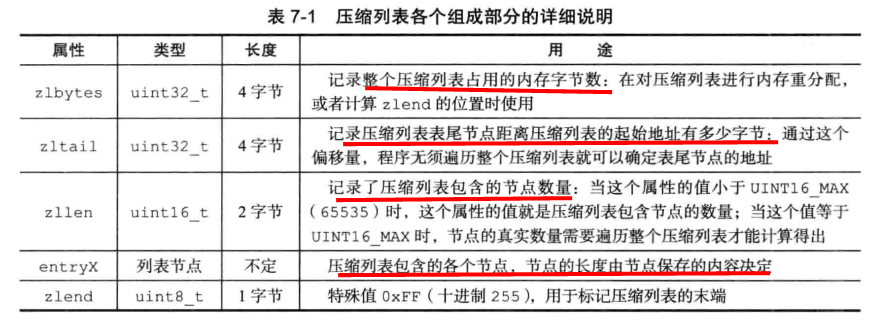 表 7-1 压缩列表各个组成部分的详细说明
属性 类型 长度 用 途
zlbytes uint32_t 4 字节 记录整个压缩列表占用的内存字节数：在对压缩列表进行内存重分配，
或者计算 zlend 的位置时使用
zltail uint32_t 4 字节 记录压缩列表表尾节点距离压缩列表的起始地址有多少字节：通过这个
偏移量，程序无须遍历整个压缩列表就可以确定表尾节点的地址
zllen uint16_t 2 字节 记录了压缩列表包含的节点数量：当这个属性的值小于 UINT16_MAX
（65535）时，这个属性的值就是压缩列表包含节点的数量；当这个值等于
UINT16_MAX 时，节点的真实数量需要遍历整个压缩列表才能计算得出
entryX 列表节点 不定 压缩列表包含的各个节点，节点的长度由节点保存的内容决定
zlend uint8_t 1 字节 特殊值 0xFF（十进制 255），用于标记压缩列表的末端